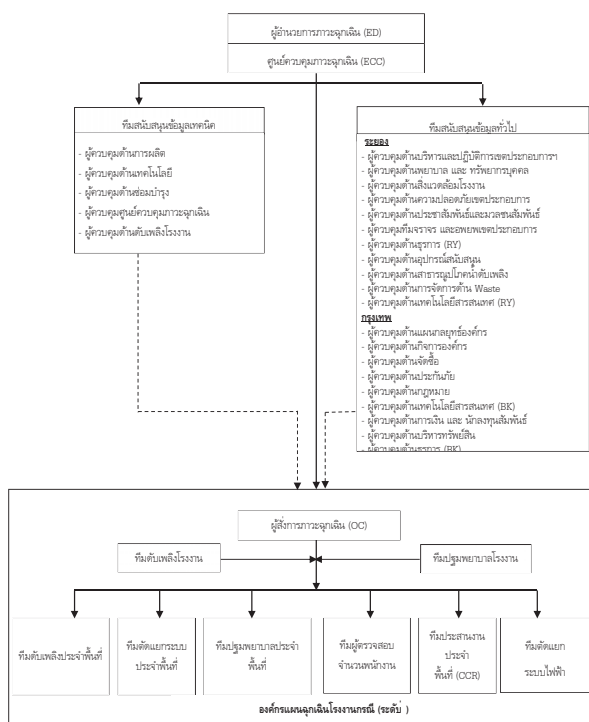 ผู้อำนวยการภาวะฉุกเฉิน (ED)
ศูนย์ควบคุมภาวะฉุกเฉิน (ECC)
ทีมสนับสนุนข้อมูลเทคนิค
- ผู้ควบคุมด้านการผลิต
- ผู้ควบคุมด้านเทคโนโลยี
- ผู้ควบคุมด้านซ่อมบำรุง
- ผู้ควบคุมศูนย์ควบคุมภาวะฉุกเฉิน
- ผู้ควบคุมด้านดับเพลิงโรงงาน
ทีมสนับสนุนข้อมูลทั่วไป
ระยอง
- ผู้ควบคุมด้านบริหารและปฏิบัติการเขตประกอบการฯ
- ผู้ควบคุมด้านพยาบาล และ ทรัพยากรบุคคล
- ผู้ควบคุมด้านสิ่งแวดล้อมโรงงาน
- ผู้ควบคุมด้านความปลอดภัยเขตประกอบการ
- ผู้ควบคุมด้านประชาสัมพันธ์และมวลชนสัมพันธ์
- ผู้ควบคุมทีมจราจร และอพยพเขตประกอบการ
- ผู้ควบคุมด้านธุรการ (RY)
- ผู้ควบคุมด้านอุปกรณ์สนับสนุน
- ผู้ควบคุมด้านสาธารณูปโภคน้ำดับเพลิง
- ผู้ควบคุมด้านการจัดการด้าน Waste
- ผู้ควบคุมด้านเทคโนโลยีสารสนเทศ (RY)
กรุงเทพ
- ผู้ควบคุมด้านแผนกลยุทธ์องค์กร
- ผู้ควบคุมด้านกิจการองค์กร
- ผู้ควบคุมด้านจัดซื้อ
- ผู้ควบคุมด้านประกันภัย
- ผู้ควบคุมด้านกฎหมาย
- ผู้ควบคุมด้านเทคโนโลยีสารสนเทศ (BK)
- ผู้ควบคุมด้านการเงิน และ นักลงทุนสัมพันธ์
- ผู้ควบคุมด้านบริหารทรัพย์สิน
- ผู้ควบคุมด้านธุรการ (BK)
ผู้สั่งการภาวะฉุกเฉิน (OC)
ทีมดับเพลิงโรงงาน
ทีมปฐมพยาบาลโรงงาน
ทีมดับเพลิงประจำพื้นที่
ทีมตัดแยกระบบ
ประจำพื้นที่
ทีมปฐมพยาบาลประจำ
พื้นที่
ทีมผู้ตรวจสอบ
จำนวนพนักงาน
ทีมประสานงาน
ประจำ
พื้นที่ (CCR)
ทีมตัดแยก
ระบบไฟฟ้า
องค์กรแผนฉุกเฉินโรงงานกรณี (ระดับ )